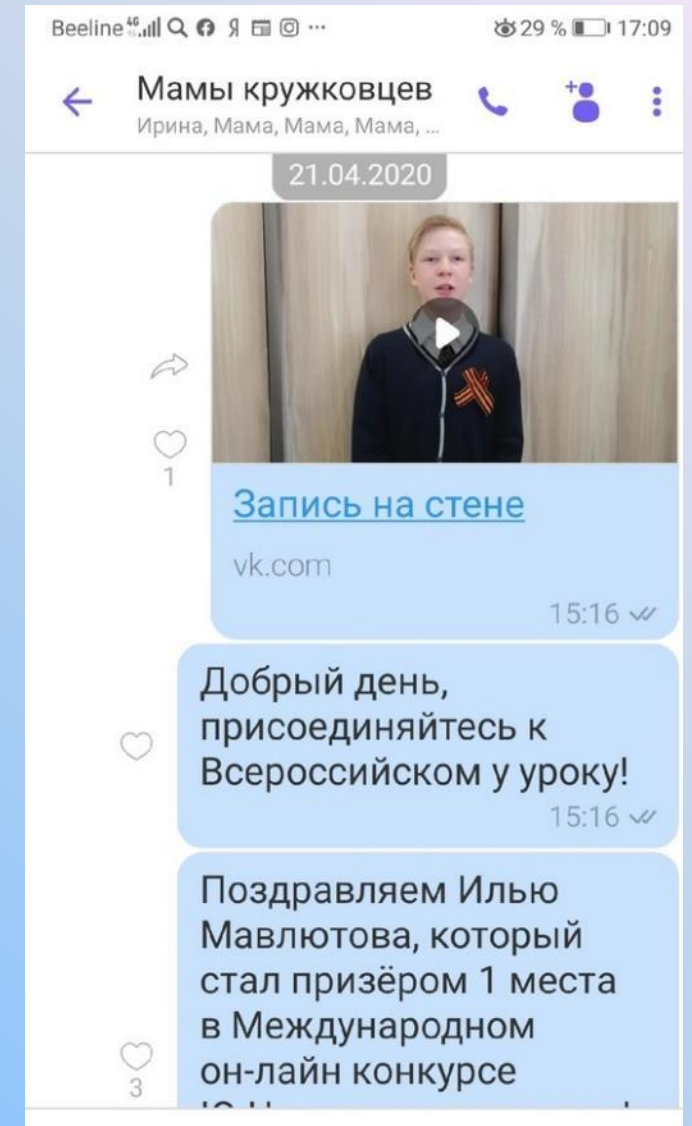 Beeline 4G Я ... 29 % 17:09
Мамы кружковцев
Ирина, Мама, Мама, Мама, ...
21.04.2020
1
Запись на стене
vk.com
15:16
Добрый день,
присоединяйтесь к
Всероссийском у уроку!
15:16
Поздравляем Илью
Мавлютова, который
стал призёром 1 места
в Международном
он-лайн конкурсе
3